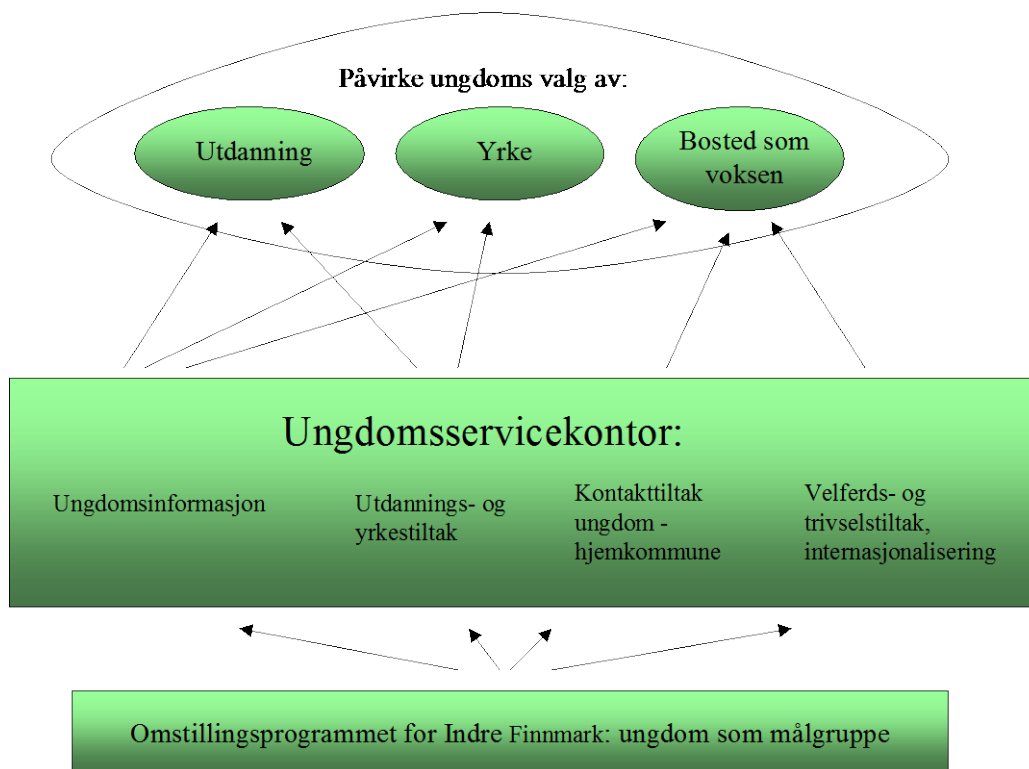 Påvirke ungdoms valg av:
Utdanning
Yrke
Bosted som
voksen
Ungdomsservicekontor:
Ungdomsinformasjon
Utdannings- og
yrkestiltak
Kontakttiltak
ungdom -
hjemkommune
Velferds- og
trivselstiltak,
internasjonalisering
Omstillingsprogrammet for Indre Finnmark: ungdom som målgruppe